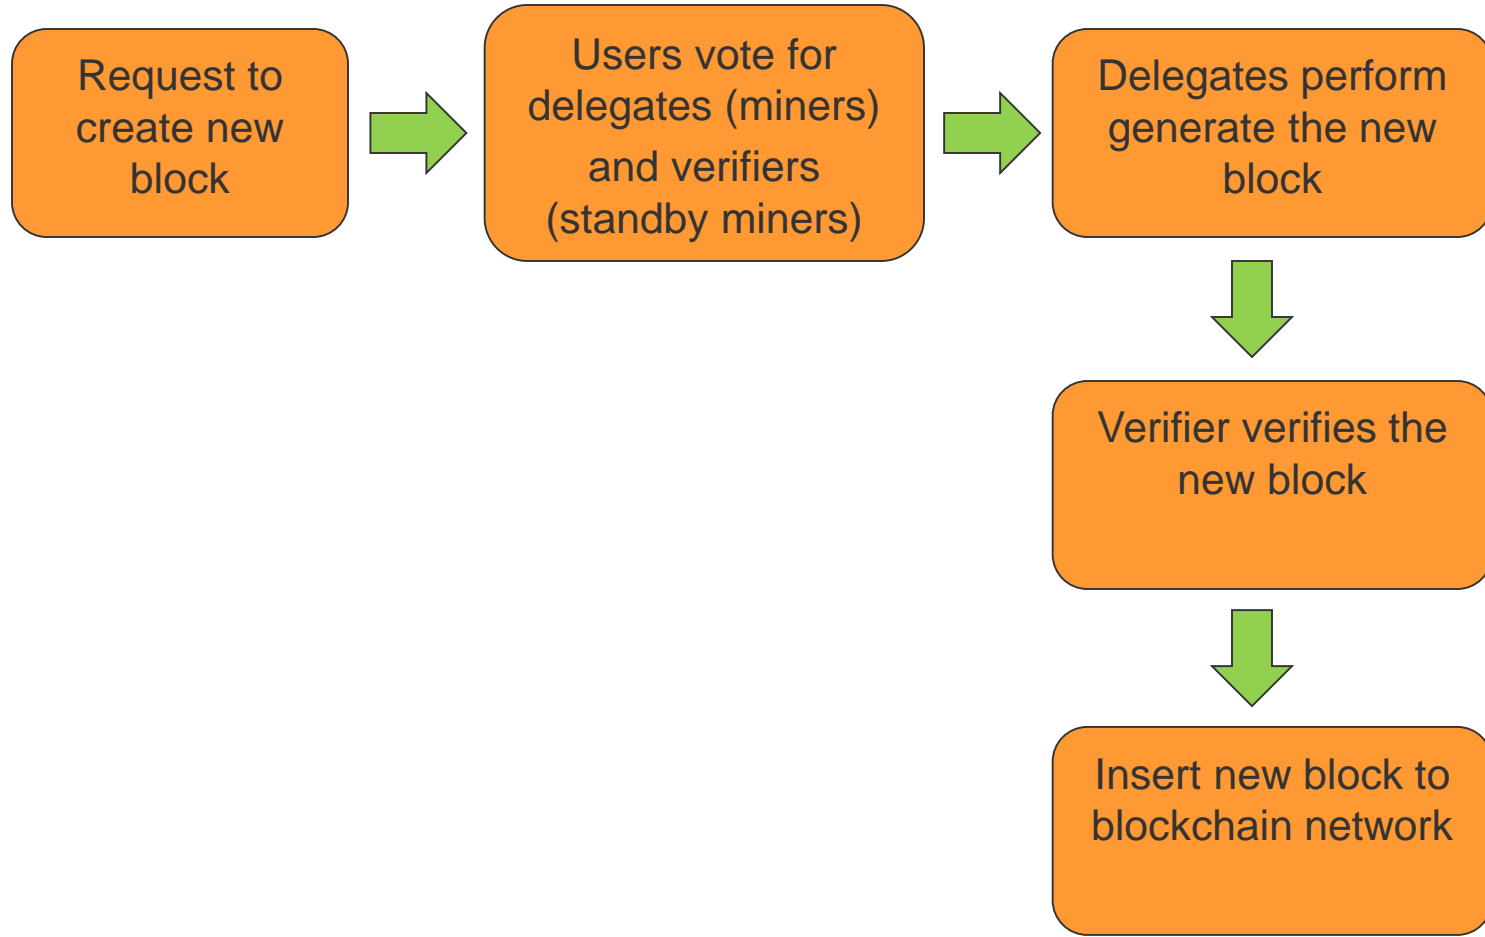 Request to
create new
block
Users vote for
delegates (miners)
and verifiers
(standby miners)
Delegates perform
generate the new
block
Verifier verifies the
new block
Insert new block to
blockchain network